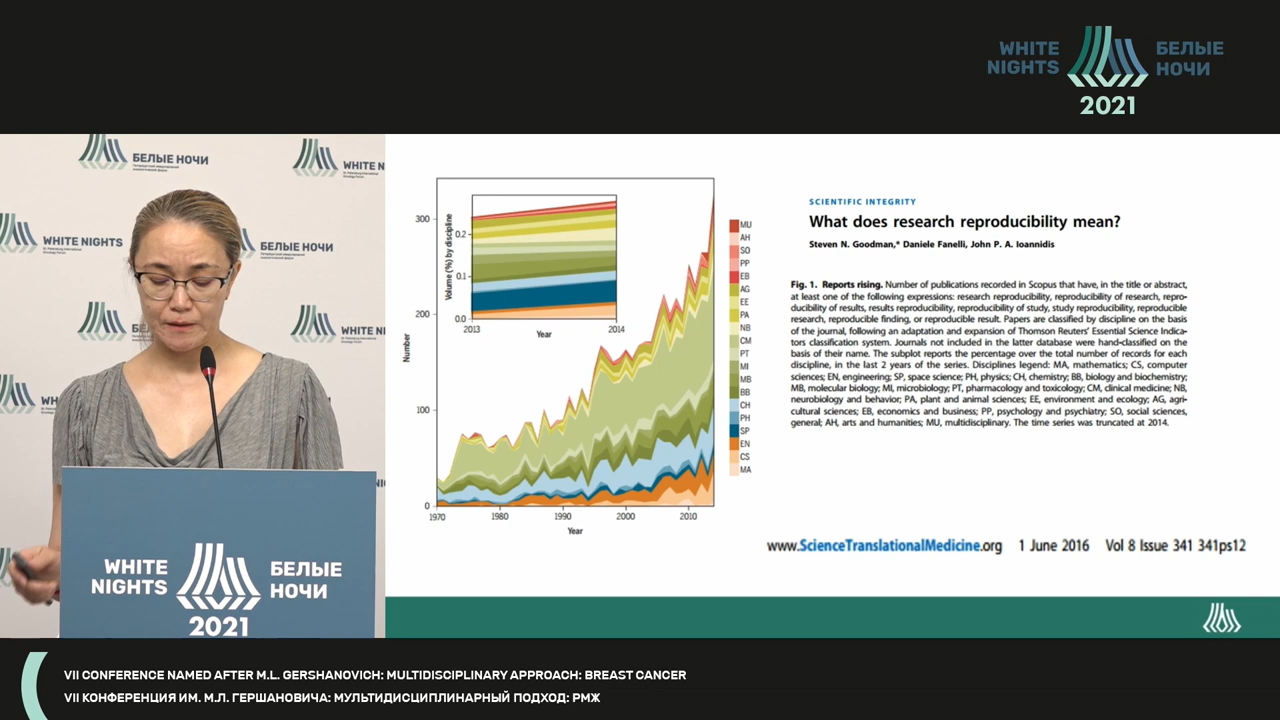 WHITE NIGHTS
БЕЛЫЕ НОЧИ
2021
БЕЛЫЕ НОЧИ
WHITE NIGHTS
БЕЛЫЕ НОЧИ
WHITE
NIGHTS
БЕЛЫЕ
НОЧИ
2021
300
200
100
0
Number
1970
1980
1990
2000
2010
Year
Volume (%) by discipline
0.2
0.1
0.0
2013
2014
Year
MU
AH
SO
PP
EB
AG
EE
PA
NB
CM
PT
MI
MB
BB
CH
PH
SP
EN
CS
MA
SCIENTIFIC INTEGRITY
What does research reproducibility mean?
Steven N. Goodman,* Daniele Fanelli, John P. A. Ioannidis
Fig. 1. Reports rising. Number of publications recorded in Scopus that have, in the title or abstract,
at least one of the following expressions: research reproducibility, reproducibility of research, repro-
ducibility of results, results reproducibility, reproducibility of study, study reproducibility, reproducible
research, reproducible finding, or reproducible result. Papers are classified by discipline on the basis
of the journal, following an adaptation and expansion of Thomson Reuters' Essential Science Indica-
tors classification system. Journals not included in the latter database were hand-classified on the
basis of their name. The subplot reports the percentage over the total number of records for each
discipline, in the last 2 years of the series. Disciplines legend: MA, mathematics; CS, computer
sciences; EN, engineering; SP, space science; PH, physics; CH, chemistry; BB, biology and biochemistry;
MB, molecular biology; MI, microbiology; PT, pharmacology and toxicology; CM, clinical medicine; NB,
neurobiology and behavior; PA, plant and animal sciences; EE, environment and ecology; AG, agri-
cultural sciences; EB, economics and business; PP, psychology and psychiatry; SO, social sciences,
general; AH, arts and humanities; MU, multidisciplinary. The time series was truncated at 2014.
www.ScienceTranslationalMedicine.org 1 June 2016 Vol 8 Issue 341 341ps12
VII CONFERENCE NAMED AFTER M.L. GERSHANOVICH: MULTIDISCIPLINARY APPROACH: BREAST CANCER
VII КОНФЕРЕНЦИЯ ИМ. М.Л. ГЕРШАНОВИЧА: МУЛЬТИДИСЦИПЛИНАРНЫЙ ПОДХОД: РМЖ